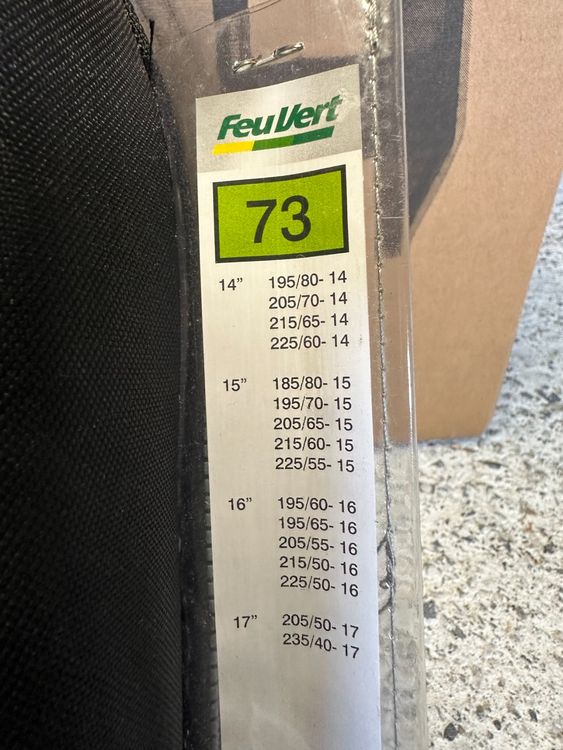 Feu Vert
73
14” 195/80- 14
205/70- 14
215/65- 14
225/60- 14
15” 185/80- 15
195/70- 15
205/65- 15
215/60- 15
225/55- 15
16” 195/60- 16
195/65- 16
205/55- 16
215/50- 16
225/50- 16
17” 205/50- 17
235/40- 17